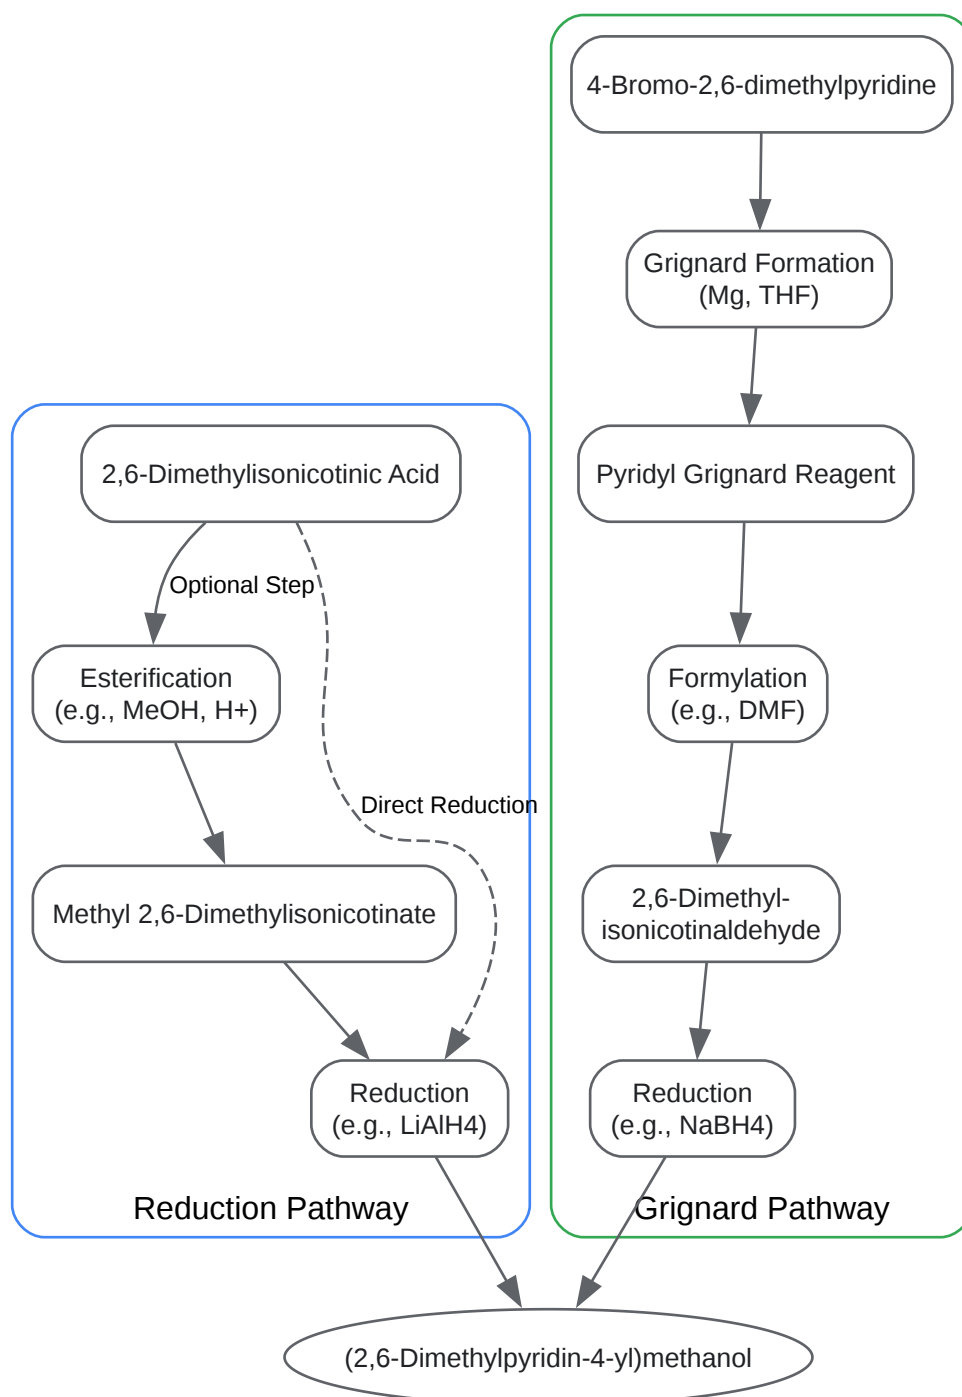 4-Bromo-2,6-dimethylpyridine
Grignard Formation
(Mg, THF)
Pyridyl Grignard Reagent
Formylation
(e.g., DMF)
2,6-Dimethyl-
isonicotinaldehyde
Reduction
(e.g., NaBH4)
Grignard Pathway
2,6-Dimethylisonicotinic Acid
Optional Step
Esterification
(e.g., MeOH, H+)
Direct Reduction
Methyl 2,6-Dimethylisonicotinate
Reduction
(e.g., LiAlH4)
Reduction Pathway
(2,6-Dimethylpyridin-4-yl)methanol